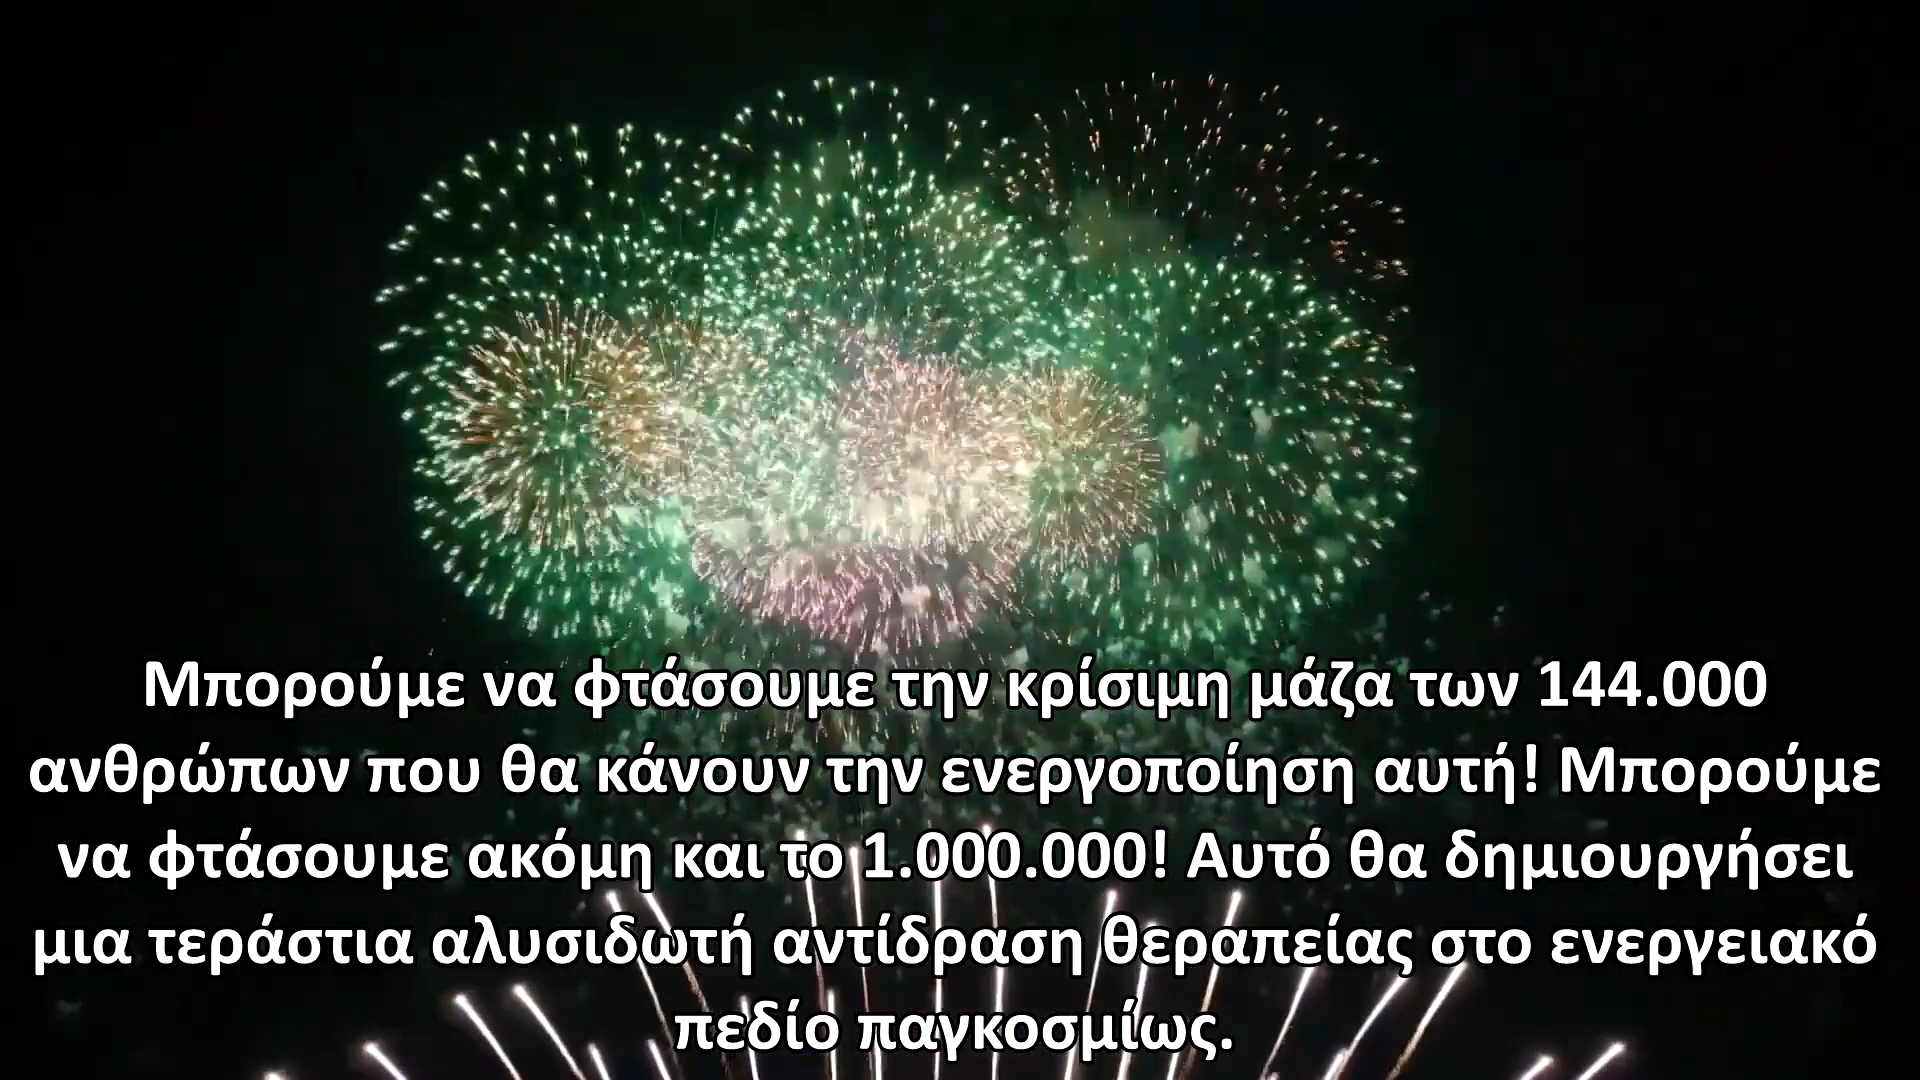 Μπορούμε να φτάσουμε την κρίσιμη μάζα των 144.000
ανθρώπων που θα κάνουν την ενεργοποίηση αυτή! Μπορούμε
να φτάσουμε ακόμη και το 1.000.000! Αυτό θα δημιουργήσει
μια τεράστια αλυσιδωτή αντίδραση θεραπείας στο ενεργειακό
πεδίο παγκοσμίως.